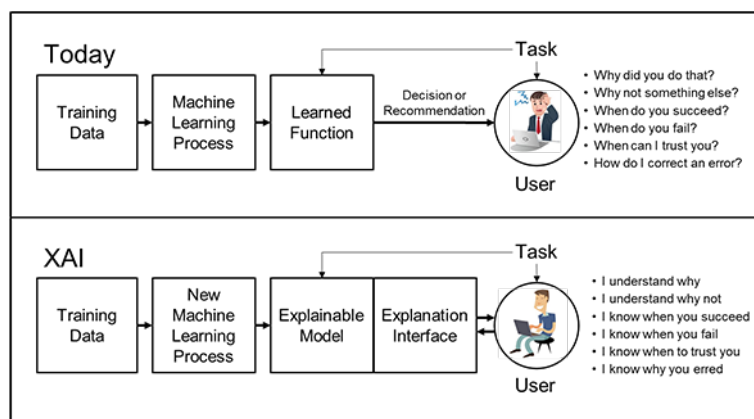 Today
Task
Training
Data
Machine
Learning
Process
Learned
Function
Decision or
Recommendation
User
• Why did you do that?
• Why not something else?
• When do you succeed?
• When do you fail?
• When can I trust you?
• How do I correct an error?
XAI
Task
Training
Data
New
Machine
Learning
Process
Explainable
Model
Explanation
Interface
User
• I understand why
• I understand why not
• I know when you succeed
• I know when you fail
• I know when to trust you
• I know why you erred